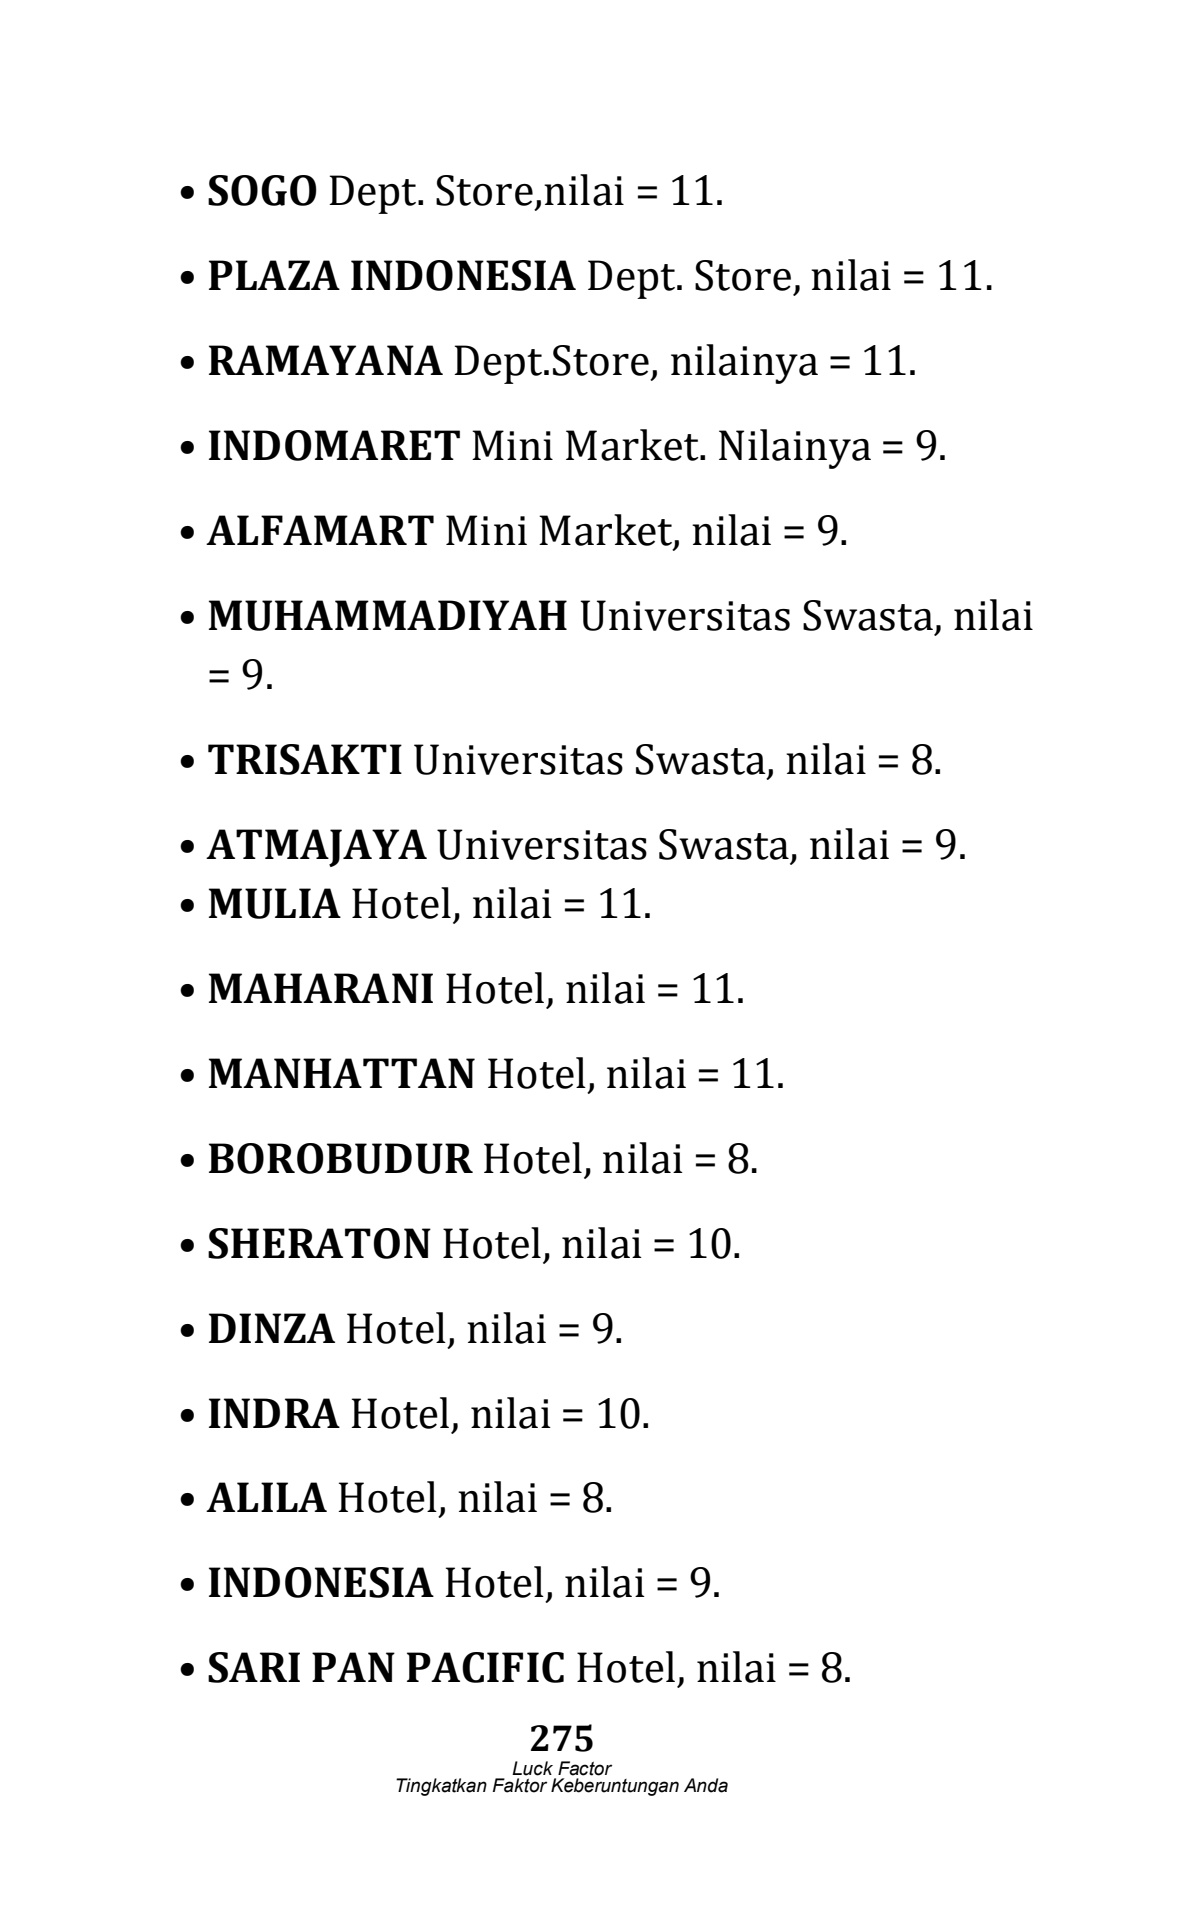 • SOGO Dept. Store,nilai = 11.
• PLAZA INDONESIA Dept. Store, nilai = 11.
• RAMAYANA Dept.Store, nilainya = 11.
• INDOMARET Mini Market. Nilainya = 9.
• ALFAMART Mini Market, nilai = 9.
• MUHAMMADIYAH Universitas Swasta, nilai
= 9.
• TRISAKTI Universitas Swasta, nilai = 8.
• ATMAJAYA Universitas Swasta, nilai = 9.
• MULIA Hotel, nilai = 11.
• MAHARANI Hotel, nilai = 11.
• MANHATTAN Hotel, nilai = 11.
• BOROBUDUR Hotel, nilai = 8.
• SHERATON Hotel, nilai = 10.
• DINZA Hotel, nilai = 9.
• INDRA Hotel, nilai = 10.
• ALILA Hotel, nilai = 8.
• INDONESIA Hotel, nilai = 9.
• SARI PAN PACIFIC Hotel, nilai = 8.
275
Luck Factor
Tingkatkan Faktor Keberuntungan Anda